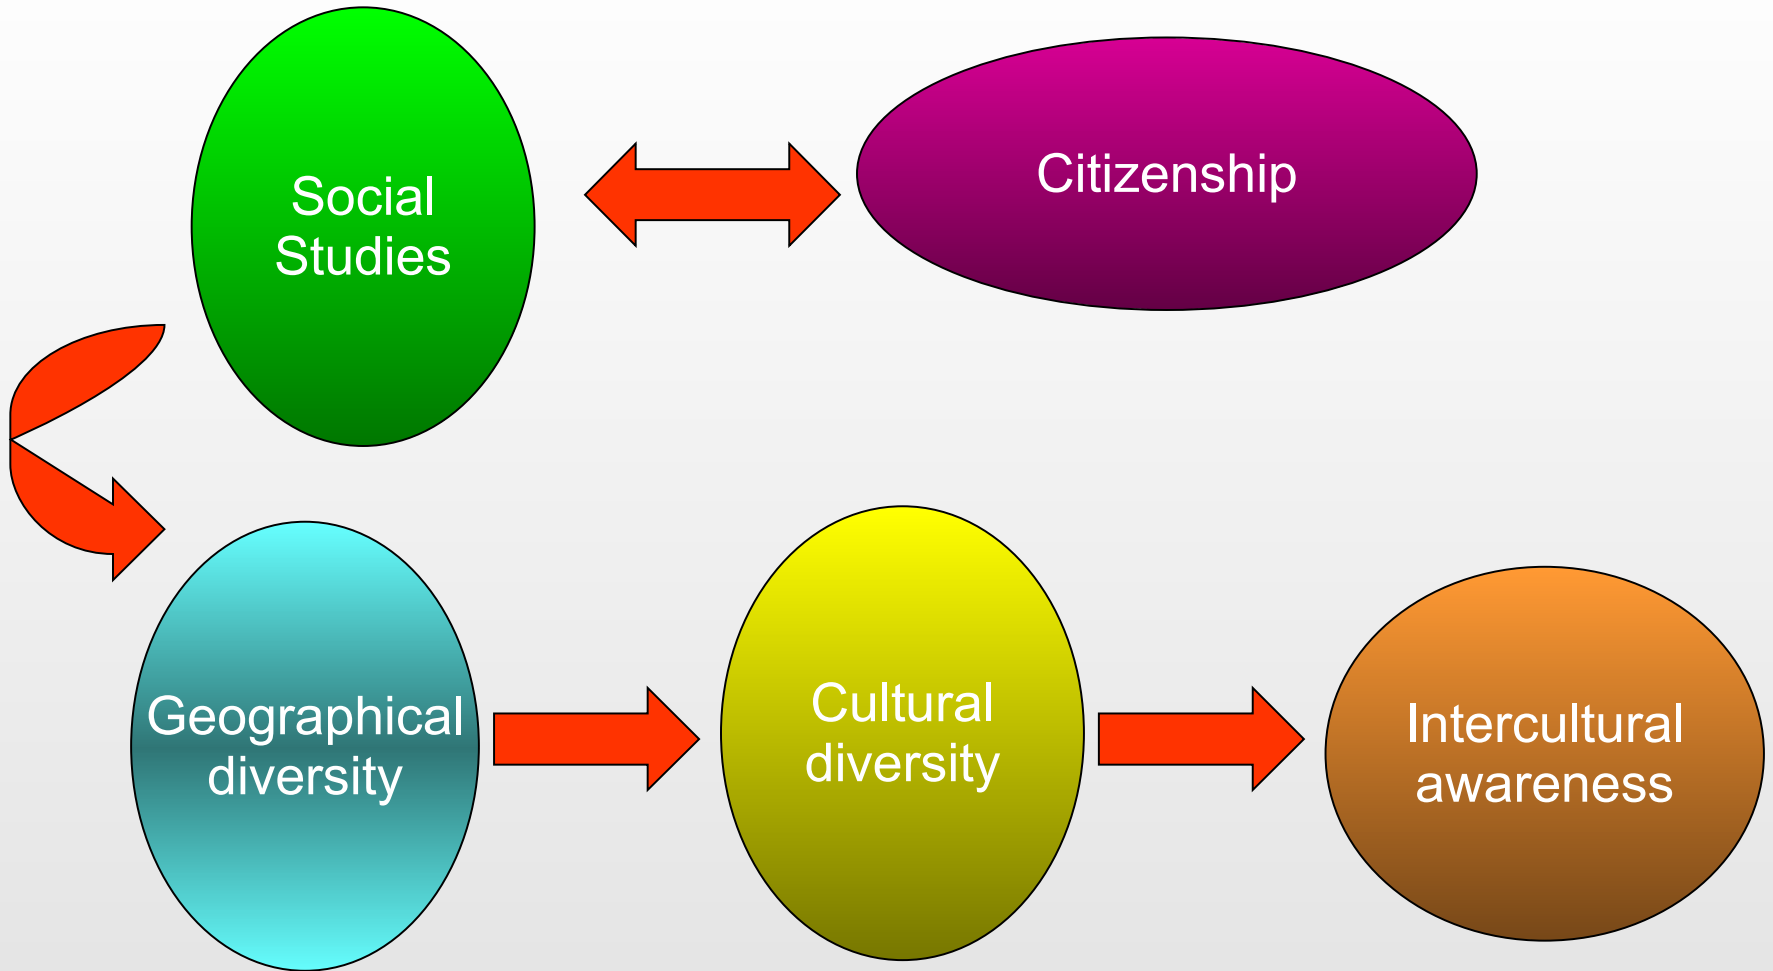 Social
Studies
Citizenship
Geographical
diversity
Cultural
diversity
Intercultural
awareness